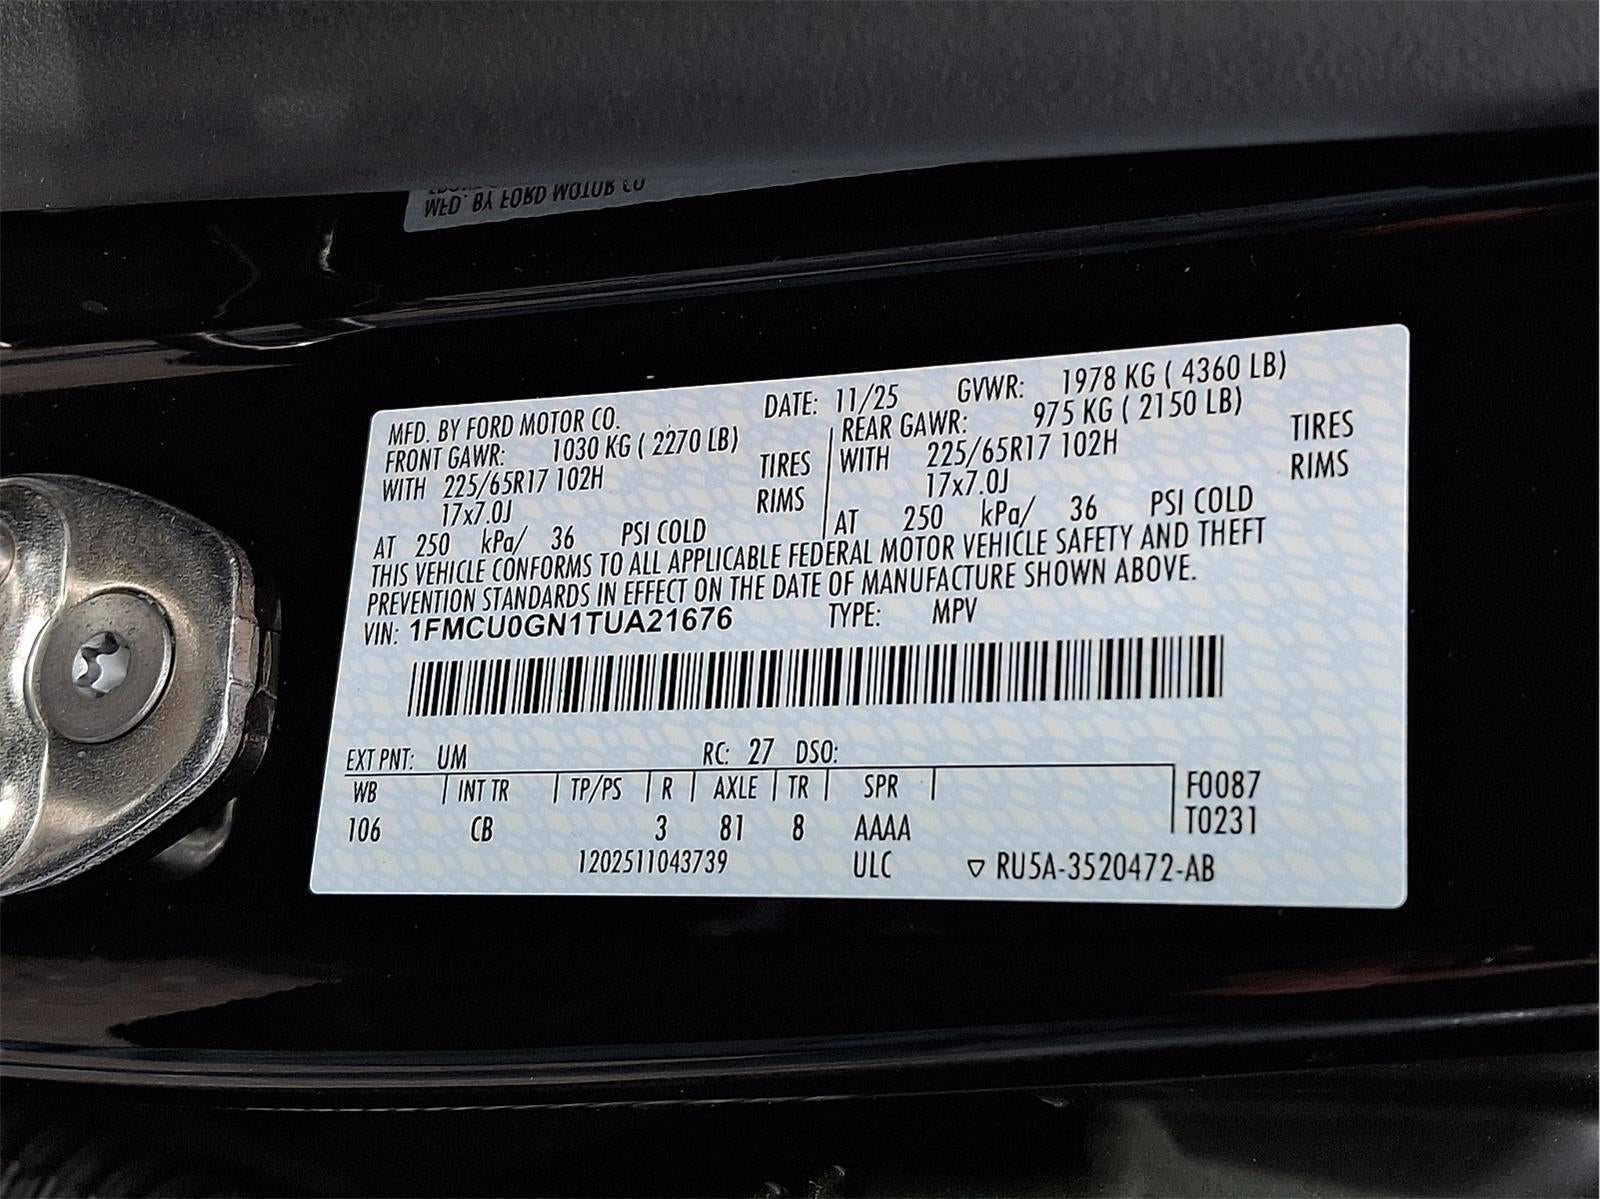 MFD. BY FORD MOTOR CO.
MFD. BY FORD MOTOR CO. DATE: 11/25 GVWR: 1978 KG ( 4360 LB)
FRONT GAWR: 1030 KG ( 2270 LB) REAR GAWR: 975 KG ( 2150 LB)
WITH 225/65R17 102H TIRES WITH 225/65R17 102H TIRES
17x7.0J RIMS 17x7.0J RIMS
AT 250 kPa/ 36 PSI COLD AT 250 kPa/ 36 PSI COLD
THIS VEHICLE CONFORMS TO ALL APPLICABLE FEDERAL MOTOR VEHICLE SAFETY AND THEFT
PREVENTION STANDARDS IN EFFECT ON THE DATE OF MANUFACTURE SHOWN ABOVE.
VIN: 1FMCU0GN1TUA21676 TYPE: MPV
EXT PNT: UM RC: 27 DSO:
WB INT TR TP/PS R AXLE TR SPR F0087
106 CB 3 81 8 AAAA T0231
1202511043739 ULC RU5A-3520472-AB